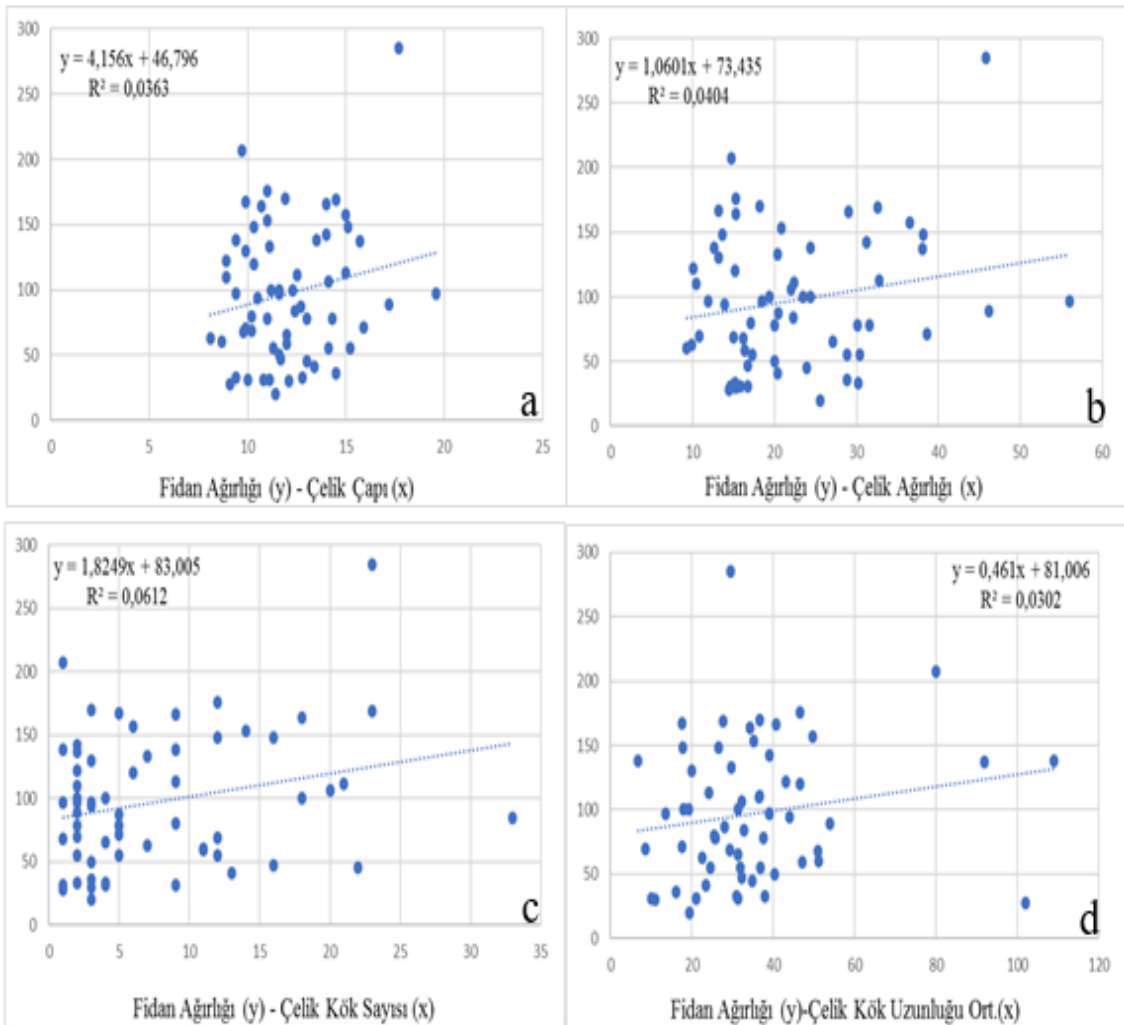 y = 4,156x + 46,796
R² = 0,0363
300
250
200
150
100
50
0
0 5 10 15 20 25
a
Fidan Ağırlığı (y) - Çelik Çapı (x)
y = 1,0601x + 73,435
R² = 0,0404
300
250
200
150
100
50
0
0 10 20 30 40 50 60
b
Fidan Ağırlığı (y) - Çelik Ağırlığı (x)
y = 1,8249x + 83,005
R² = 0,0612
300
250
200
150
100
50
0
0 5 10 15 20 25 30 35
c
Fidan Ağırlığı (y) - Çelik Kök Sayısı (x)
y = 0,461x + 81,006
R² = 0,0302
300
250
200
150
100
50
0
0 20 40 60 80 100 120
d
Fidan Ağırlığı (y)-Çelik Kök Uzunluğu Ort.(x)